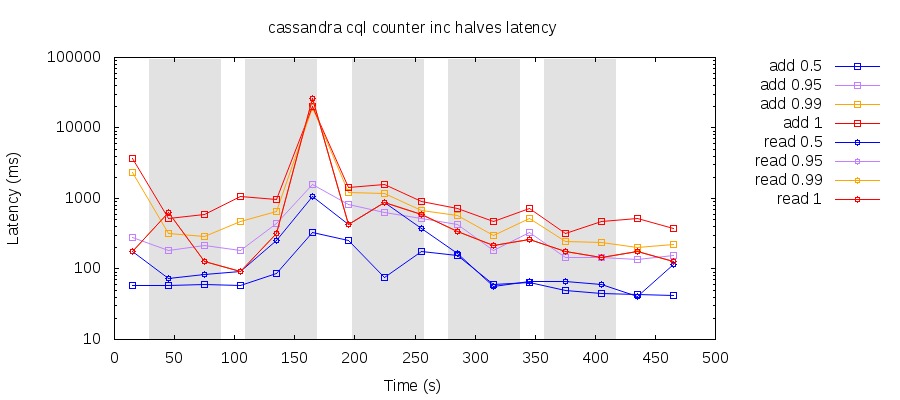 cassandra cql counter inc halves latency
100000
10000
1000
100
10
Latency (ms)
0 50 100 150 200 250 300 350 400 450 500
Time (s)
add 0.5
add 0.95
add 0.99
add 1
read 0.5
read 0.95
read 0.99
read 1